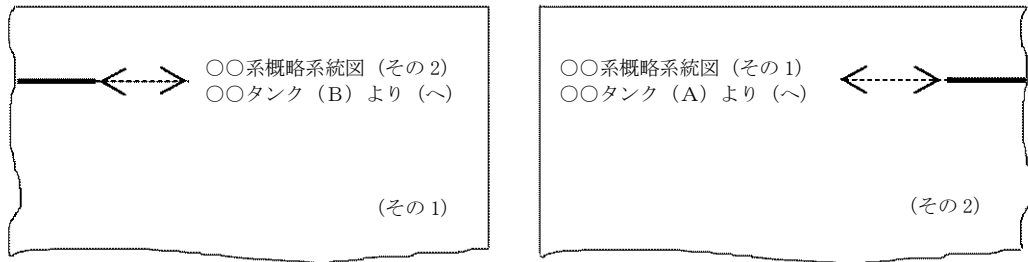 ○○系概略系統図（その2）
○○タンク（B）より（へ）
（その1）
○○系概略系統図（その1）
○○タンク（A）より（へ）
（その2）